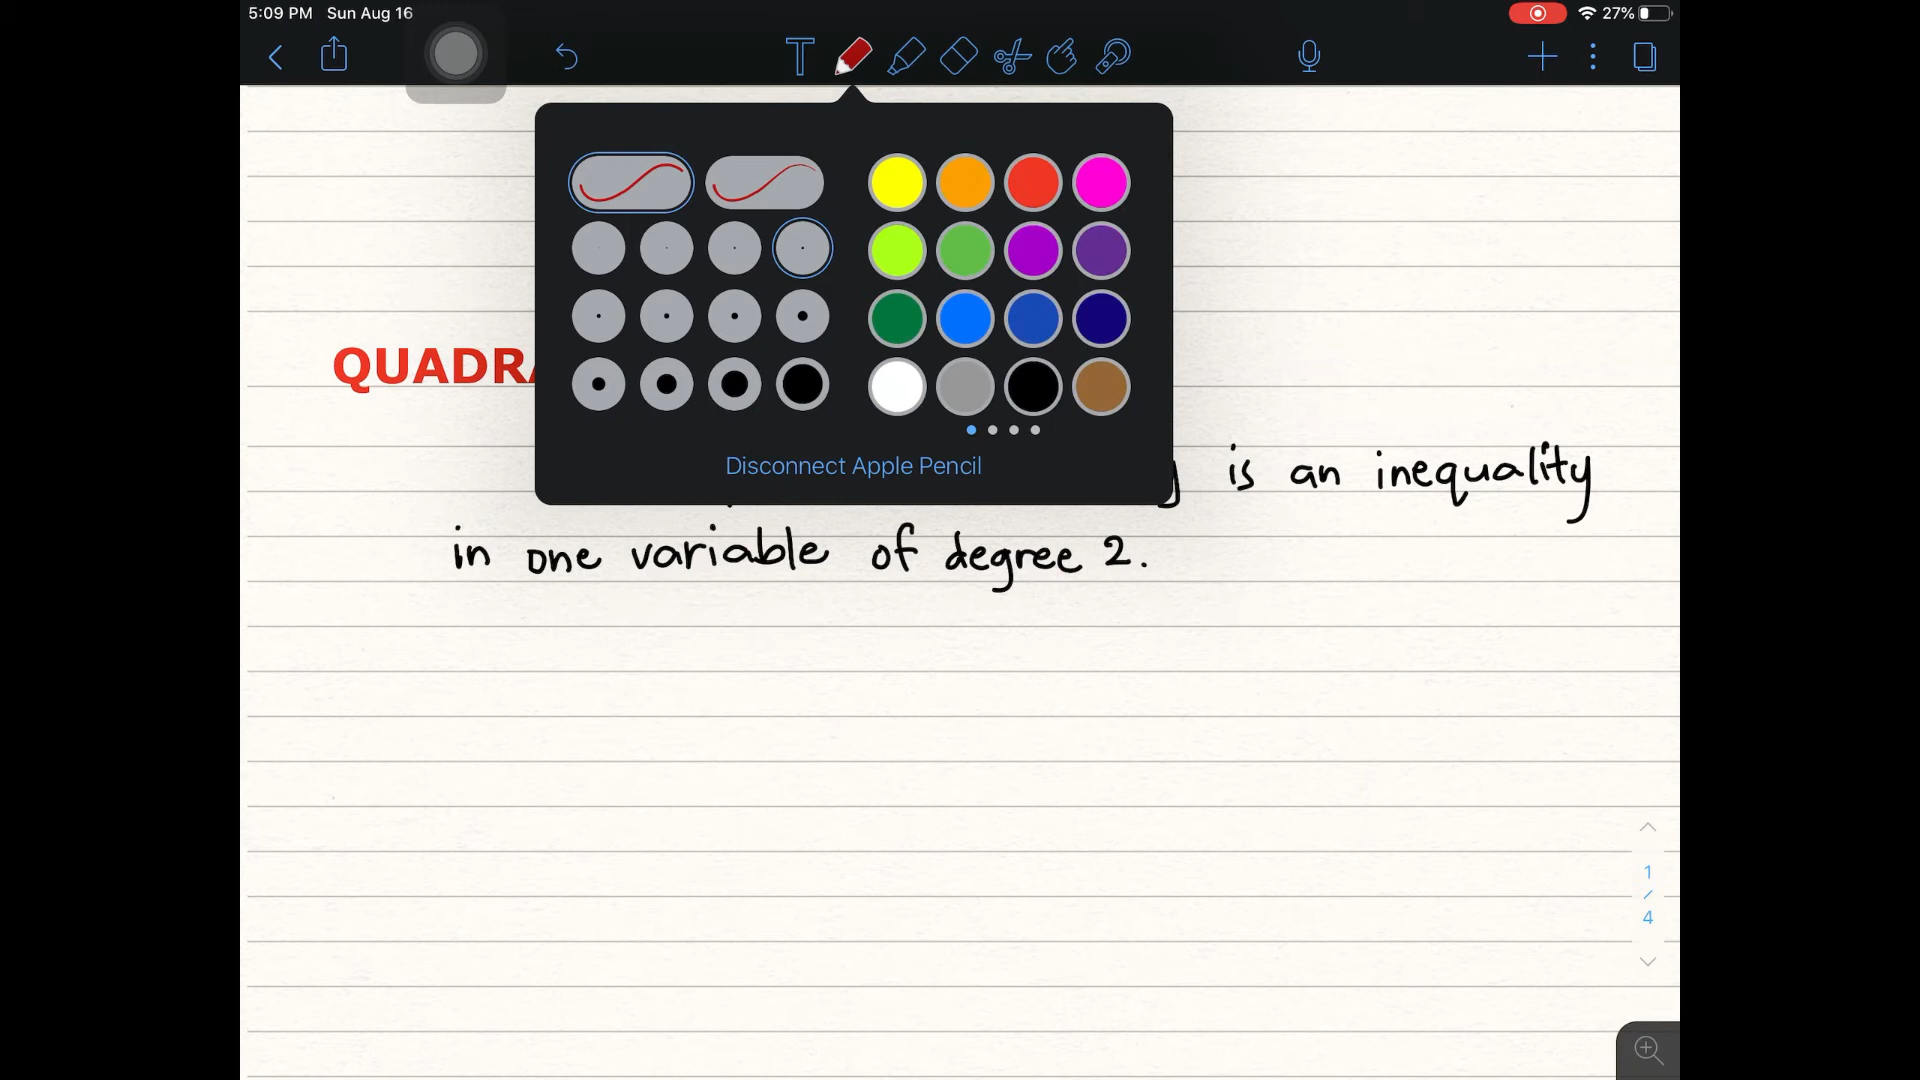 5:09 PM Sun Aug 16
27%
T
QUADRA
Disconnect Apple Pencil
is an inequality
in one variable of degree 2.
1
/
4